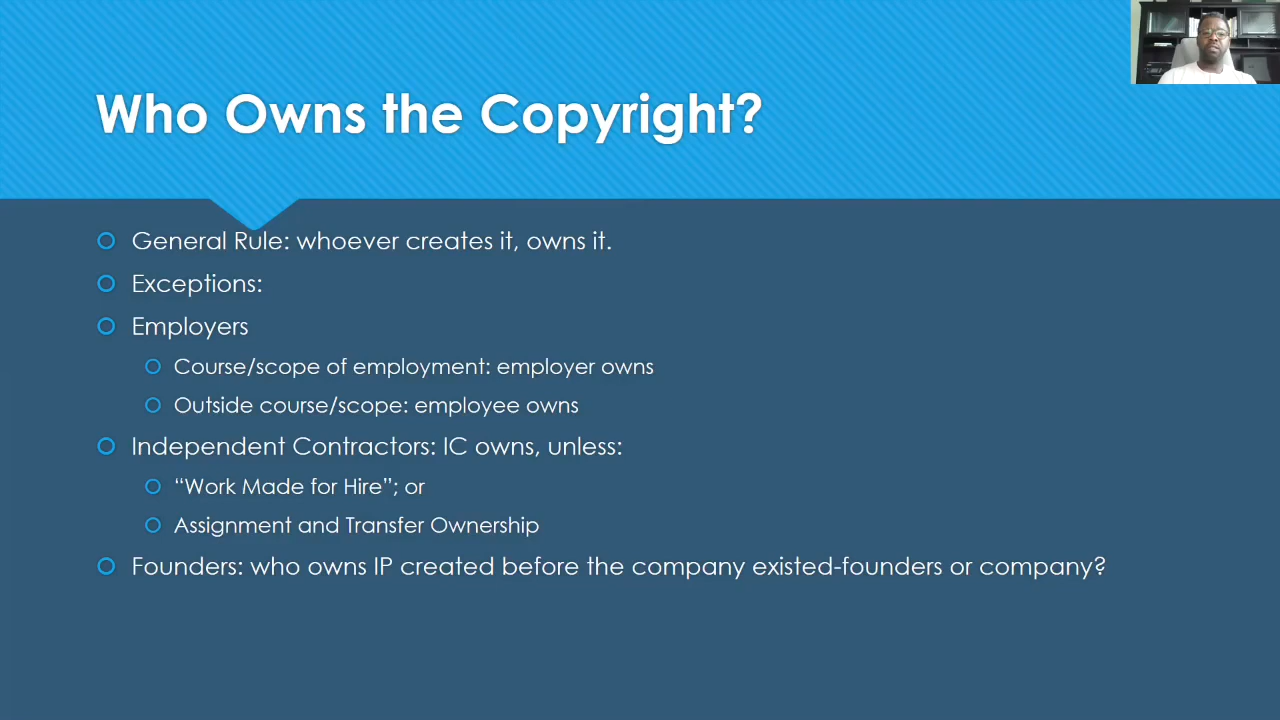 Who Owns the Copyright?
General Rule: whoever creates it, owns it.
Exceptions:
Employers
Course/scope of employment: employer owns
Outside course/scope: employee owns
Independent Contractors: IC owns, unless:
“Work Made for Hire”; or
Assignment and Transfer Ownership
Founders: who owns IP created before the company existed-founders or company?